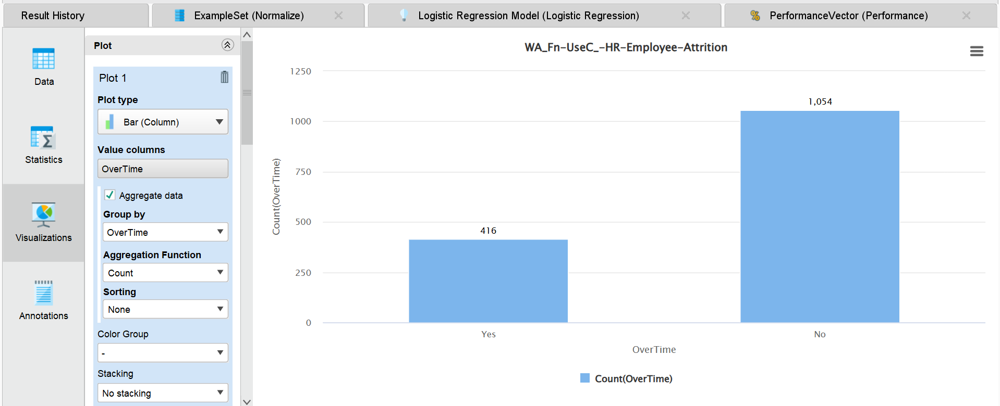 Result History
ExampleSet (Normalize)
Logistic Regression Model (Logistic Regression)
PerformanceVector (Performance)
Data
Statistics
Visualizations
Annotations
Plot
Plot 1
Plot type
Bar (Column)
Value columns
OverTime
Aggregate data
Group by
OverTime
Aggregation Function
Count
Sorting
None
Color Group
-
Stacking
No stacking
WA_Fn-UseC_-HR-Employee-Attrition
Count(OverTime)
1250
1000
750
500
250
0
416
1,054
Yes
No
OverTime
Count(OverTime)